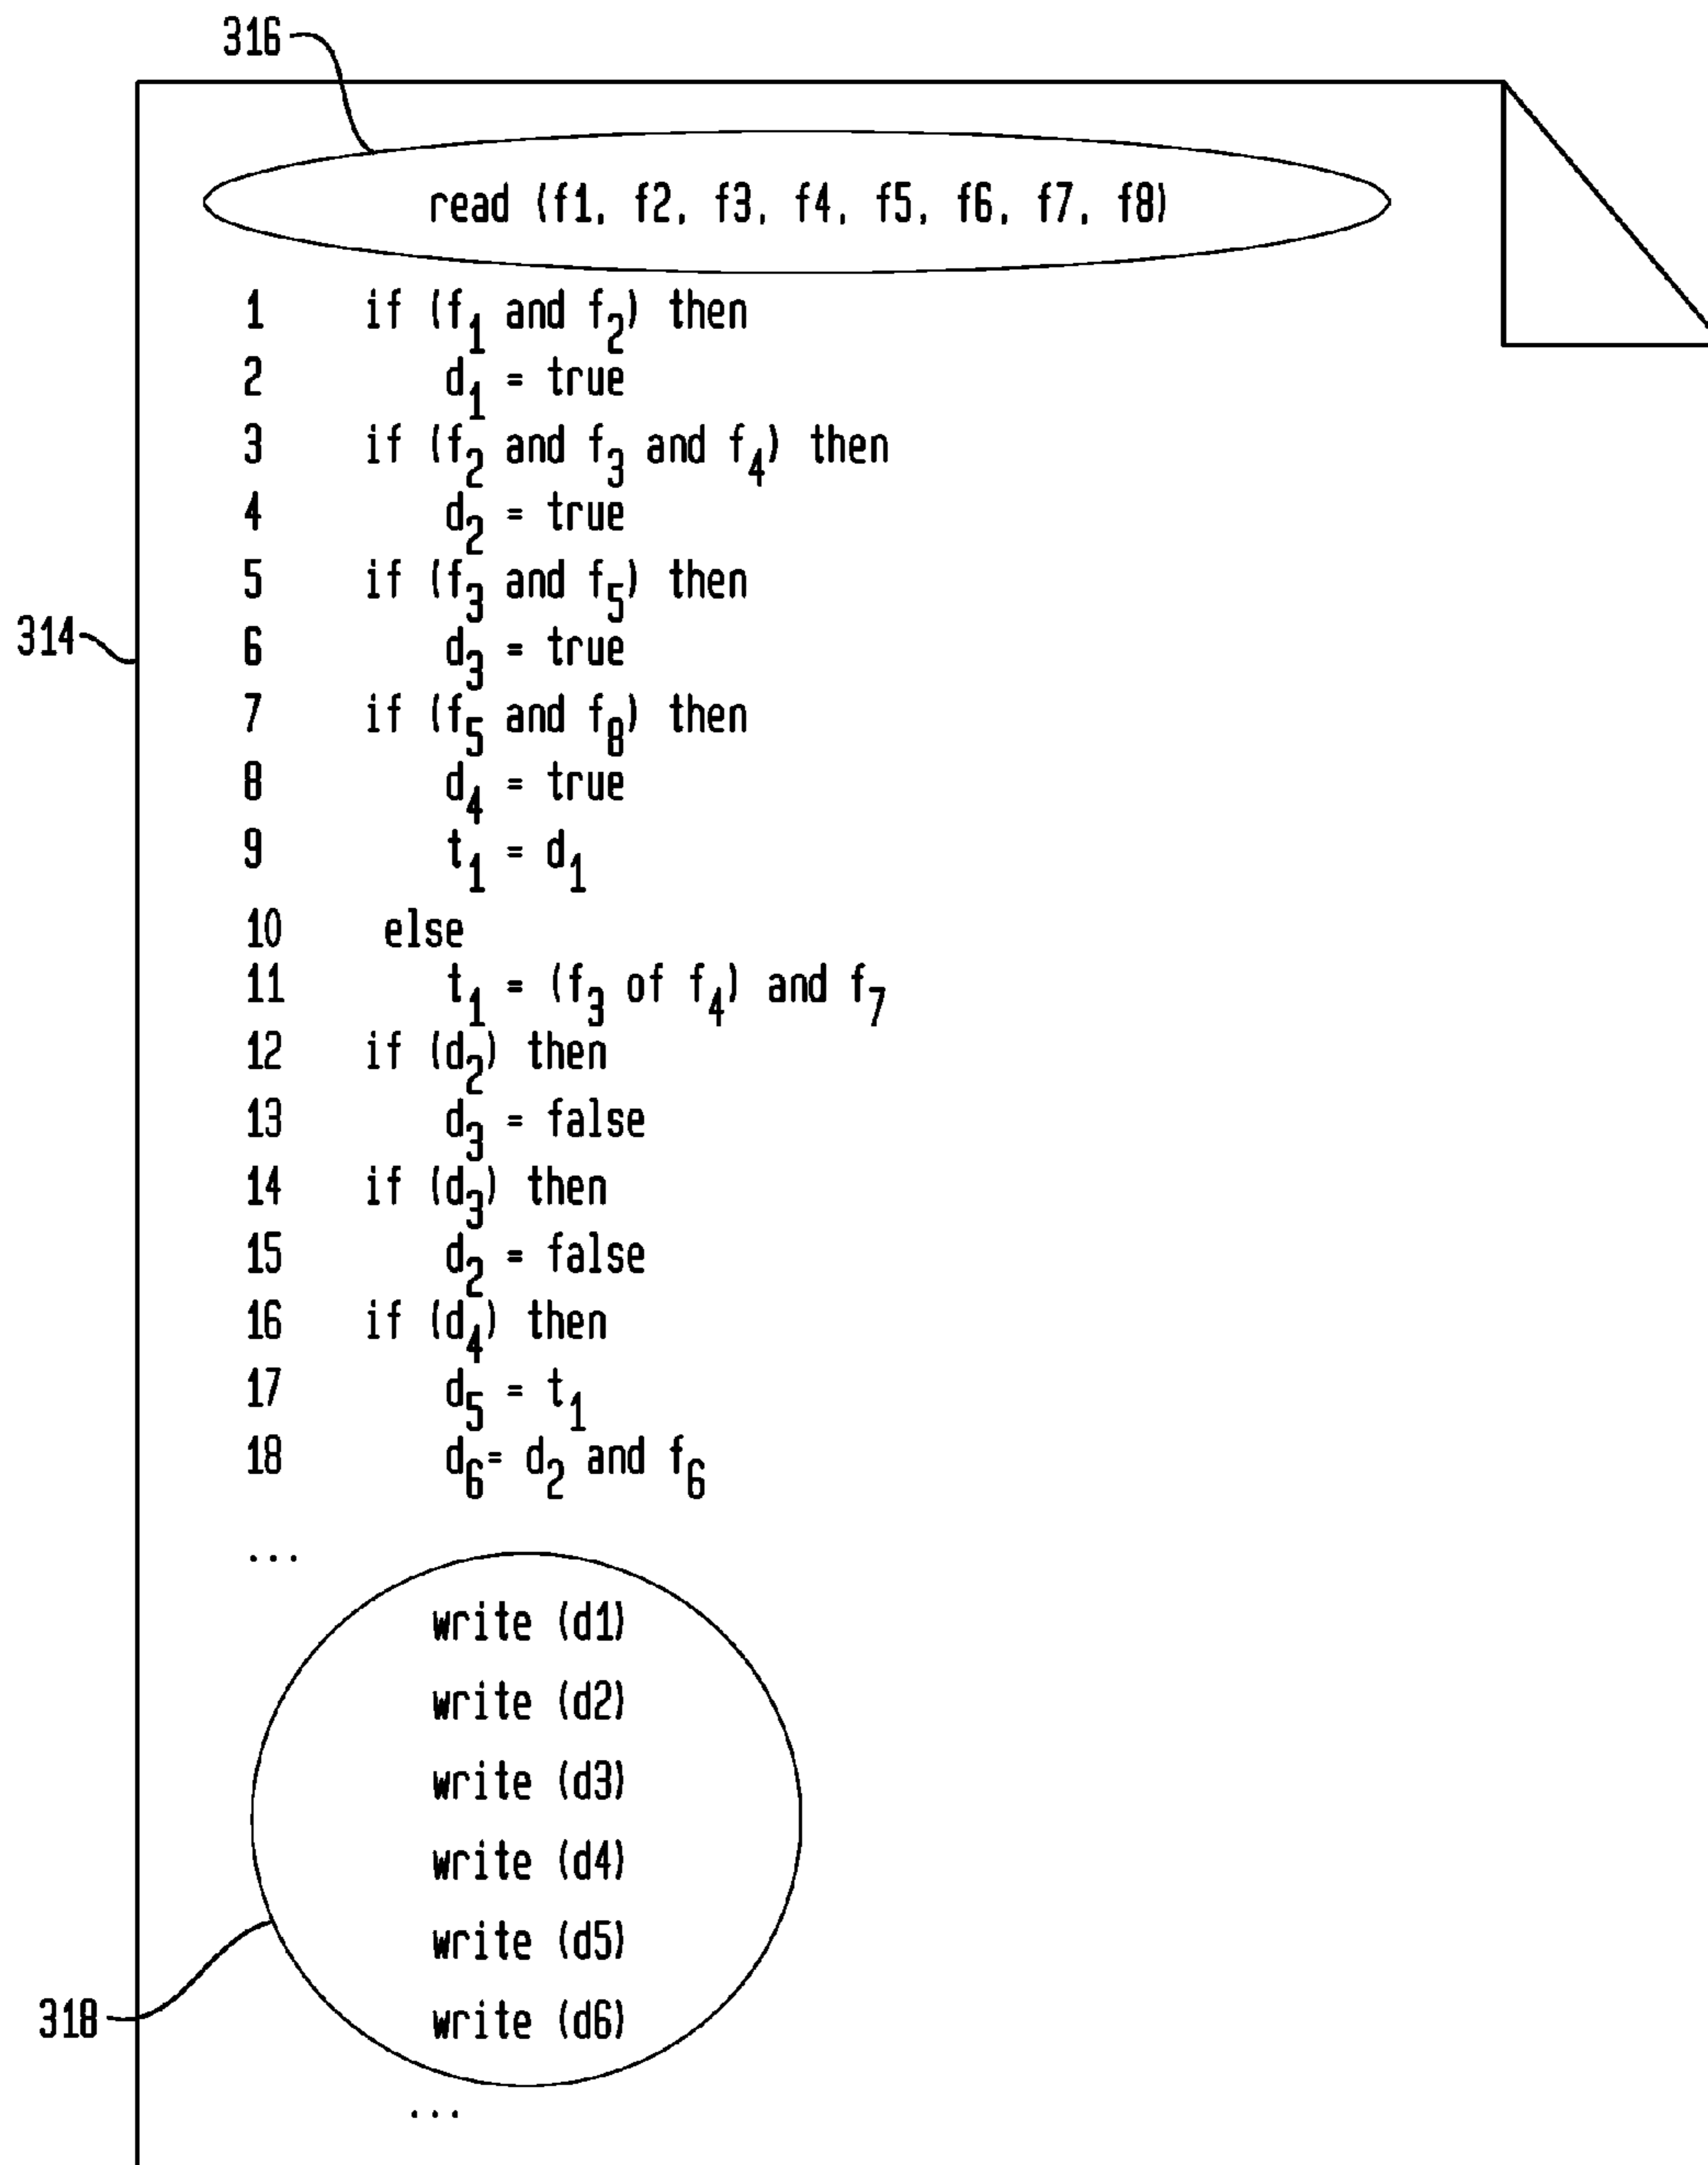 316
read (f1, f2, f3, f4, f5, f6, f7, f8)
1 if (f1 and f2) then
2 d1 = true
3 if (f2 and f3 and f4) then
4 d2 = true
5 if (f3 and f5) then
314
6 d3 = true
7 if (f5 and f8) then
8 d4 = true
9 t1 = d1
10 else
11 t1 = (f3 of f4) and f7
12 if (d2) then
13 d3 = false
14 if (d3) then
15 d2 = false
16 if (d4) then
17 d5 = t1
18 d6= d2 and f6
...
write (d1)
write (d2)
write (d3)
write (d4)
write (d5)
318
write (d6)
...